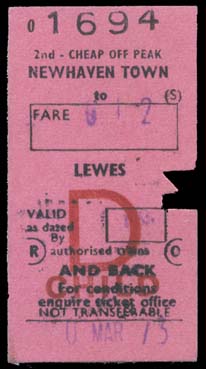 0 1694
2nd - CHEAP OFF PEAK
NEWHAVEN TOWN
to (S)
FARE
LEWES
D
VALID
as dated
By
R authorised trains O
AND BACK
CHILD
For conditions
enquire ticket office
NOT TRANSFERABLE
MAR 73